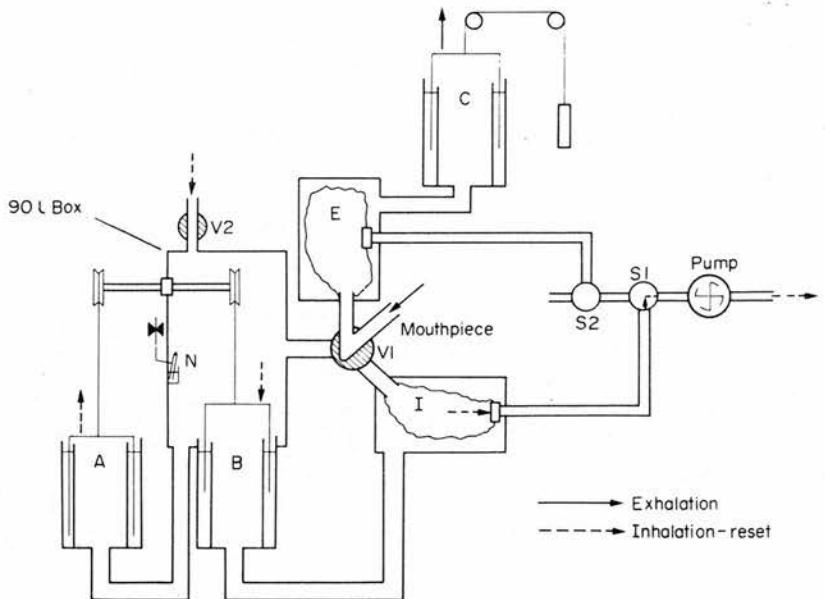 C
90 l Box
V2
E
S1
Pump
S2
Mouthpiece
V1
N
I
A
B
Exhalation
Inhalation-reset